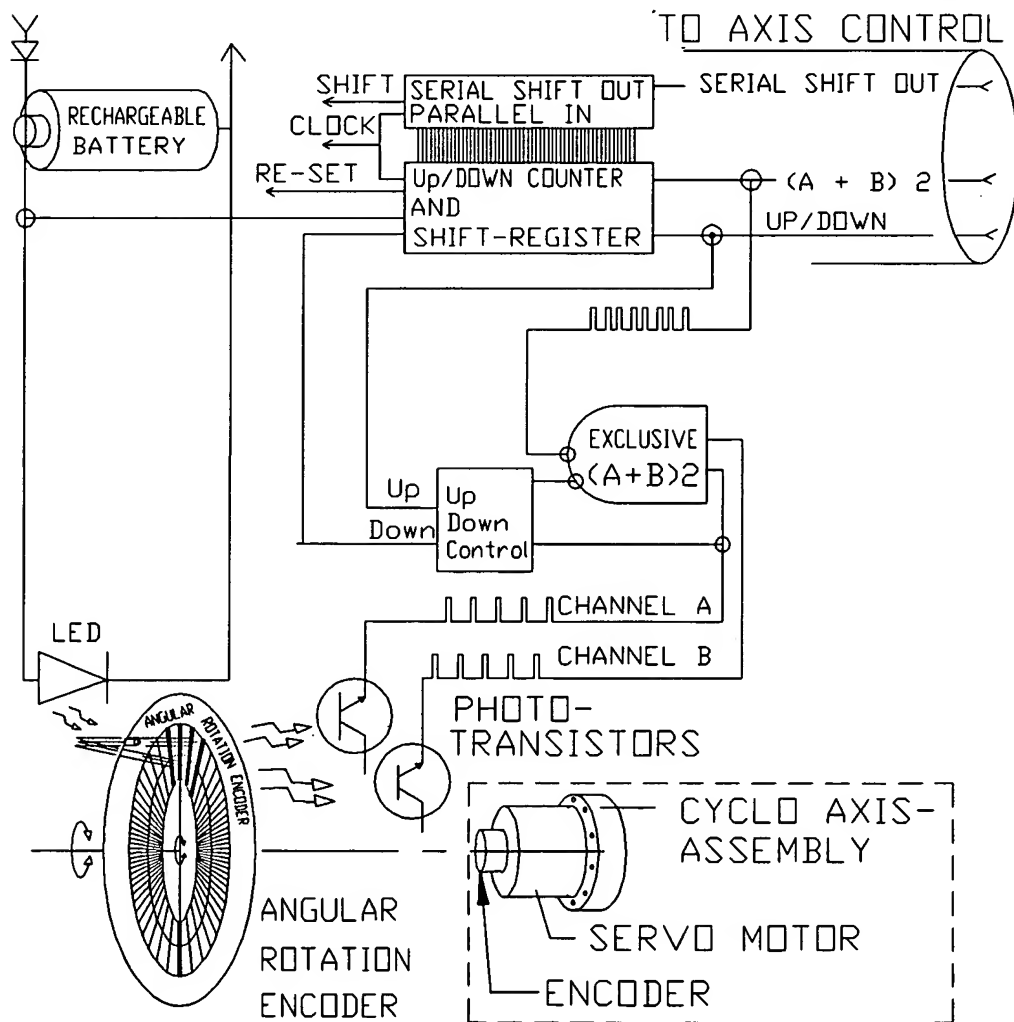 TO AXIS CONTROL
SHIFT
SERIAL SHIFT OUT
SERIAL SHIFT OUT
PARALLEL IN
RECHARGEABLE
BATTERY
CLOCK
RE-SET
Up/DOWN COUNTER
AND
SHIFT-REGISTER
(A + B) 2
UP/DOWN
EXCLUSIVE
(A+B)2
Up
Down
Up
Down
Control
CHANNEL A
CHANNEL B
LED
PHOTO-
TRANSISTORS
ANGULAR ROTATION ENCODER
CYCLO AXIS-
ASSEMBLY
SERVO MOTOR
ENCODER
ANGULAR
ROTATION
ENCODER